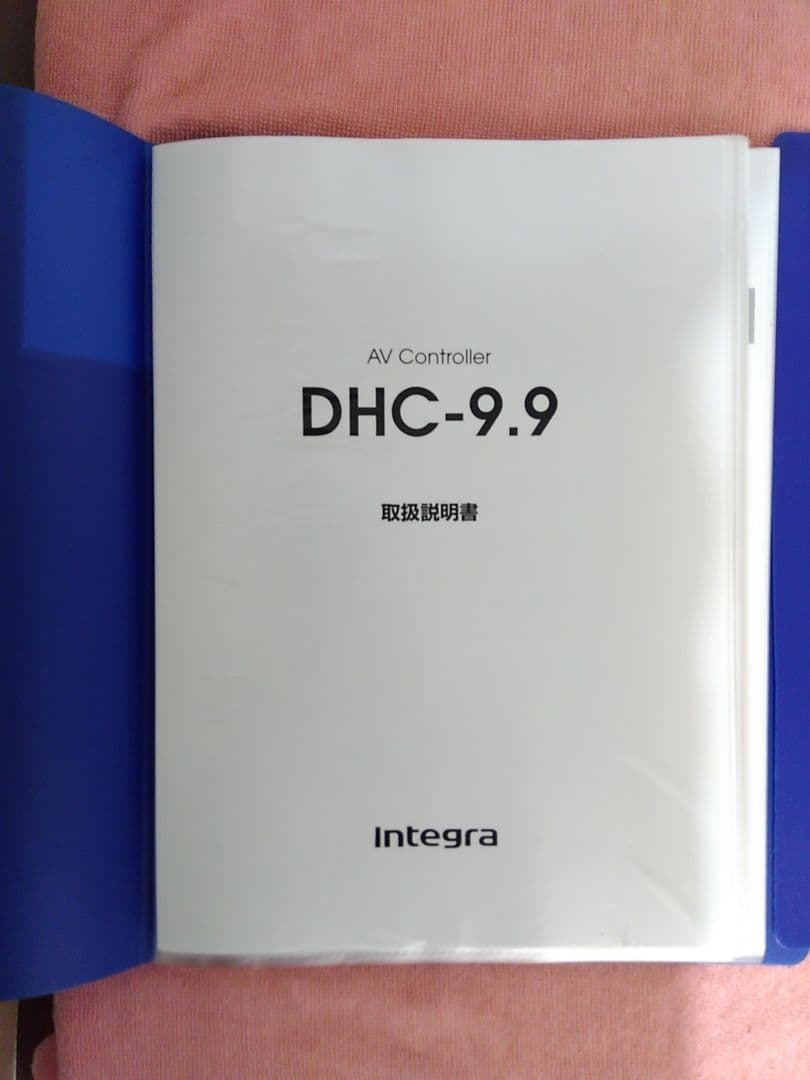 AV Controller
DHC-9.9
取扱説明書
Integra